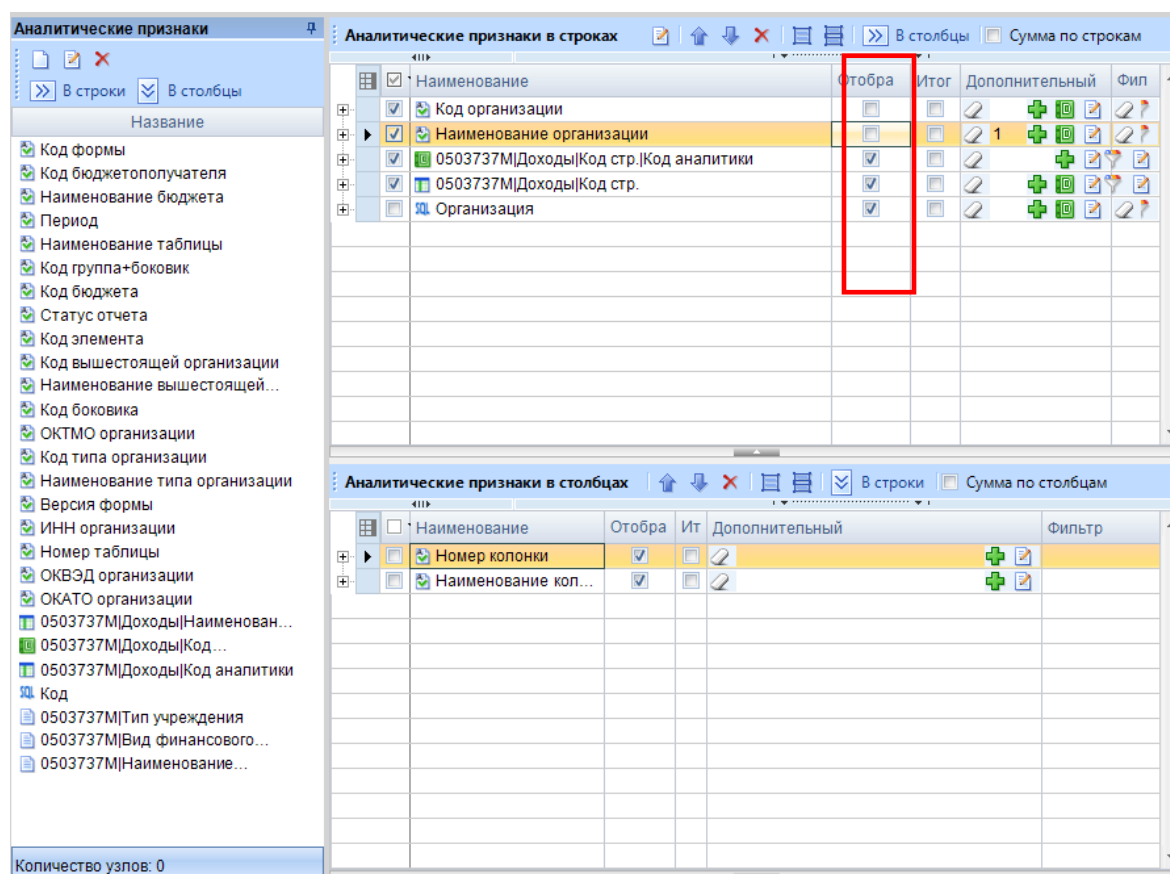 Аналитические признаки
В строки В столбцы
Название
Код формы
Код бюджетополучателя
Наименование бюджета
Период
Наименование таблицы
Код группа+боковик
Код бюджета
Статус отчета
Код элемента
Код вышестоящей организации
Наименование вышестоящей...
Код боковика
ОКТМО организации
Код типа организации
Наименование типа организации
Версия формы
ИНН организации
Номер таблицы
ОКВЭД организации
ОКАТО организации
0503737М|Доходы|Наименован...
0503737М|Доходы|Код...
0503737М|Доходы|Код аналитики
SQL Код
0503737М|Тип учреждения
0503737М|Вид финансового...
0503737М|Наименование...
Количество узлов: 0
Аналитические признаки в строках В столбцы Сумма по строкам
Наименование Отобра Итог Дополнительный Фил
Код организации
Наименование организации 1
0503737М|Доходы|Код стр.|Код аналитики
0503737М|Доходы|Код стр.
SQL Организация
Аналитические признаки в столбцах В строки Сумма по столбцам
Наименование Отобра Ит Дополнительный Фильтр
Номер колонки
Наименование кол...